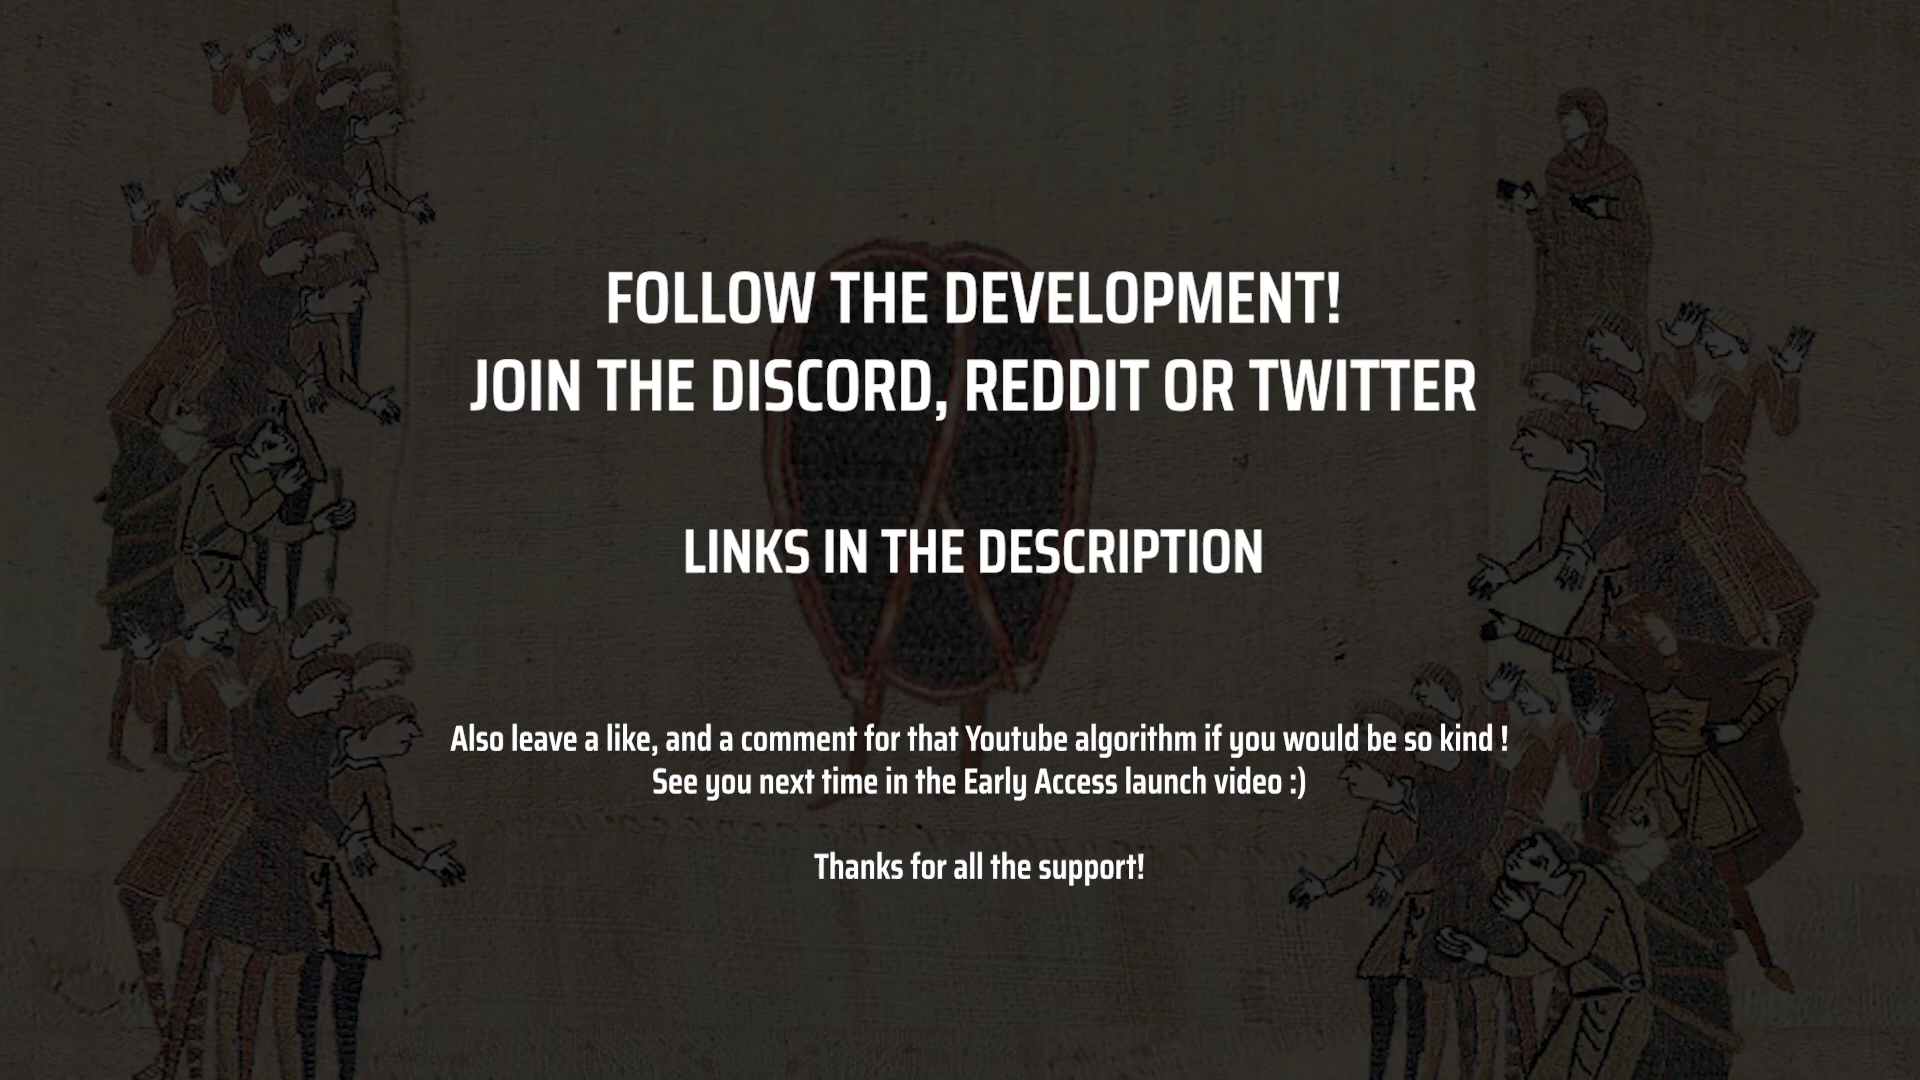 FOLLOW THE DEVELOPMENT!
JOIN THE DISCORD, REDDIT OR TWITTER
LINKS IN THE DESCRIPTION
Also leave a like, and a comment for that Youtube algorithm if you would be so kind !
See you next time in the Early Access launch video :)
Thanks for all the support!